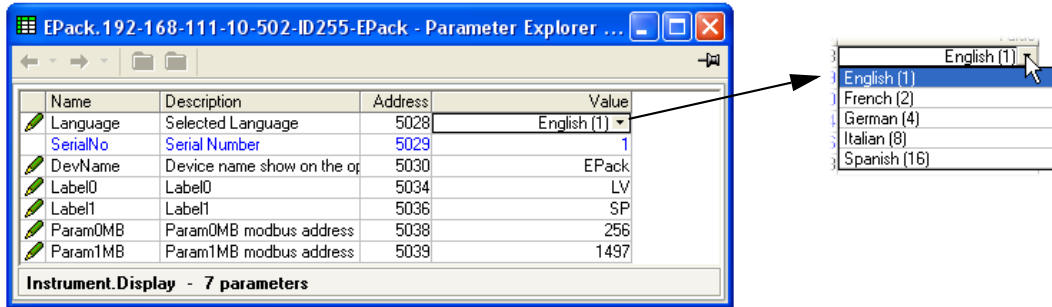 EPack.192-168-111-10-502-ID255-EPack - Parameter Explorer ...
Name Description Address Value
Language Selected Language 5028 English (1)
SerialNo Serial Number 5029 1
DevName Device name show on the op 5030 EPack
Label0 Label0 5034 LV
Label1 Label1 5036 SP
Param0MB Param0MB modbus address 5038 256
Param1MB Param1MB modbus address 5039 1497
Instrument.Display - 7 parameters
English (1)
English (1)
French (2)
German (4)
Italian (8)
Spanish (16)